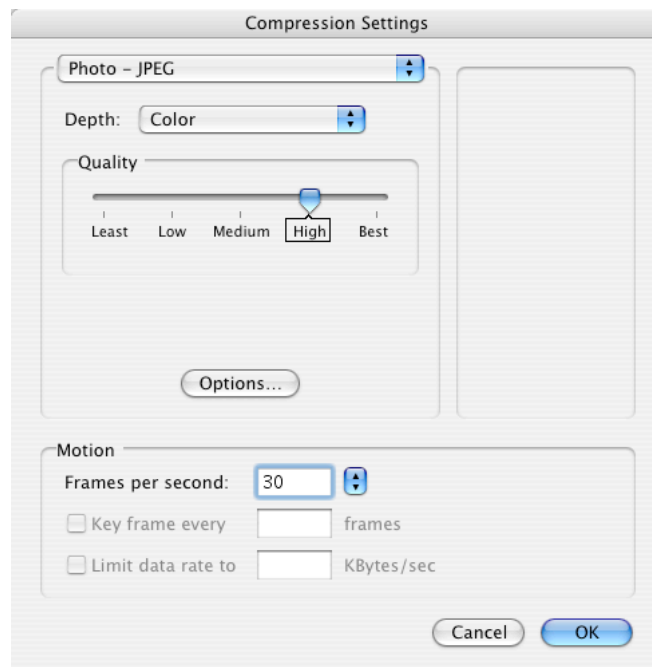 Compression Settings
Photo – JPEG
Depth: Color
Quality
Least Low Medium High Best
Options...
Motion
Frames per second: 30
Key frame every frames
Limit data rate to KBytes/sec
Cancel OK